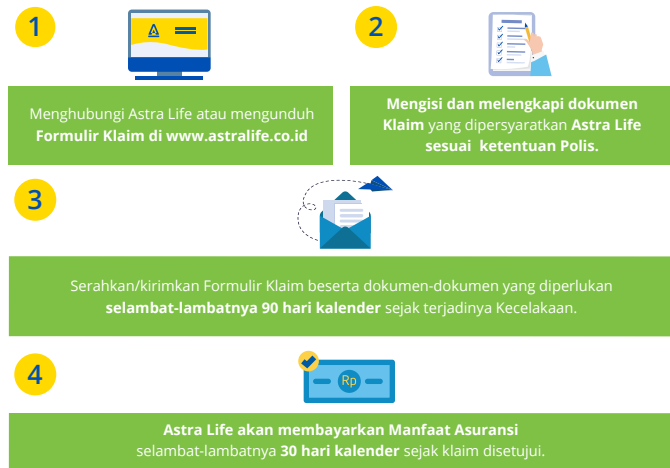 1
Menghubungi Astra Life atau mengunduh
Formulir Klaim di www.astralife.co.id
2
Mengisi dan melengkapi dokumen
Klaim yang dipersyaratkan Astra Life
sesuai ketentuan Polis.
3
Serahkan/kirimkan Formulir Klaim beserta dokumen-dokumen yang diperlukan
selambat-lambatnya 90 hari kalender sejak terjadinya Kecelakaan.
4
Rp
Astra Life akan membayarkan Manfaat Asuransi
selambat-lambatnya 30 hari kalender sejak klaim disetujui.